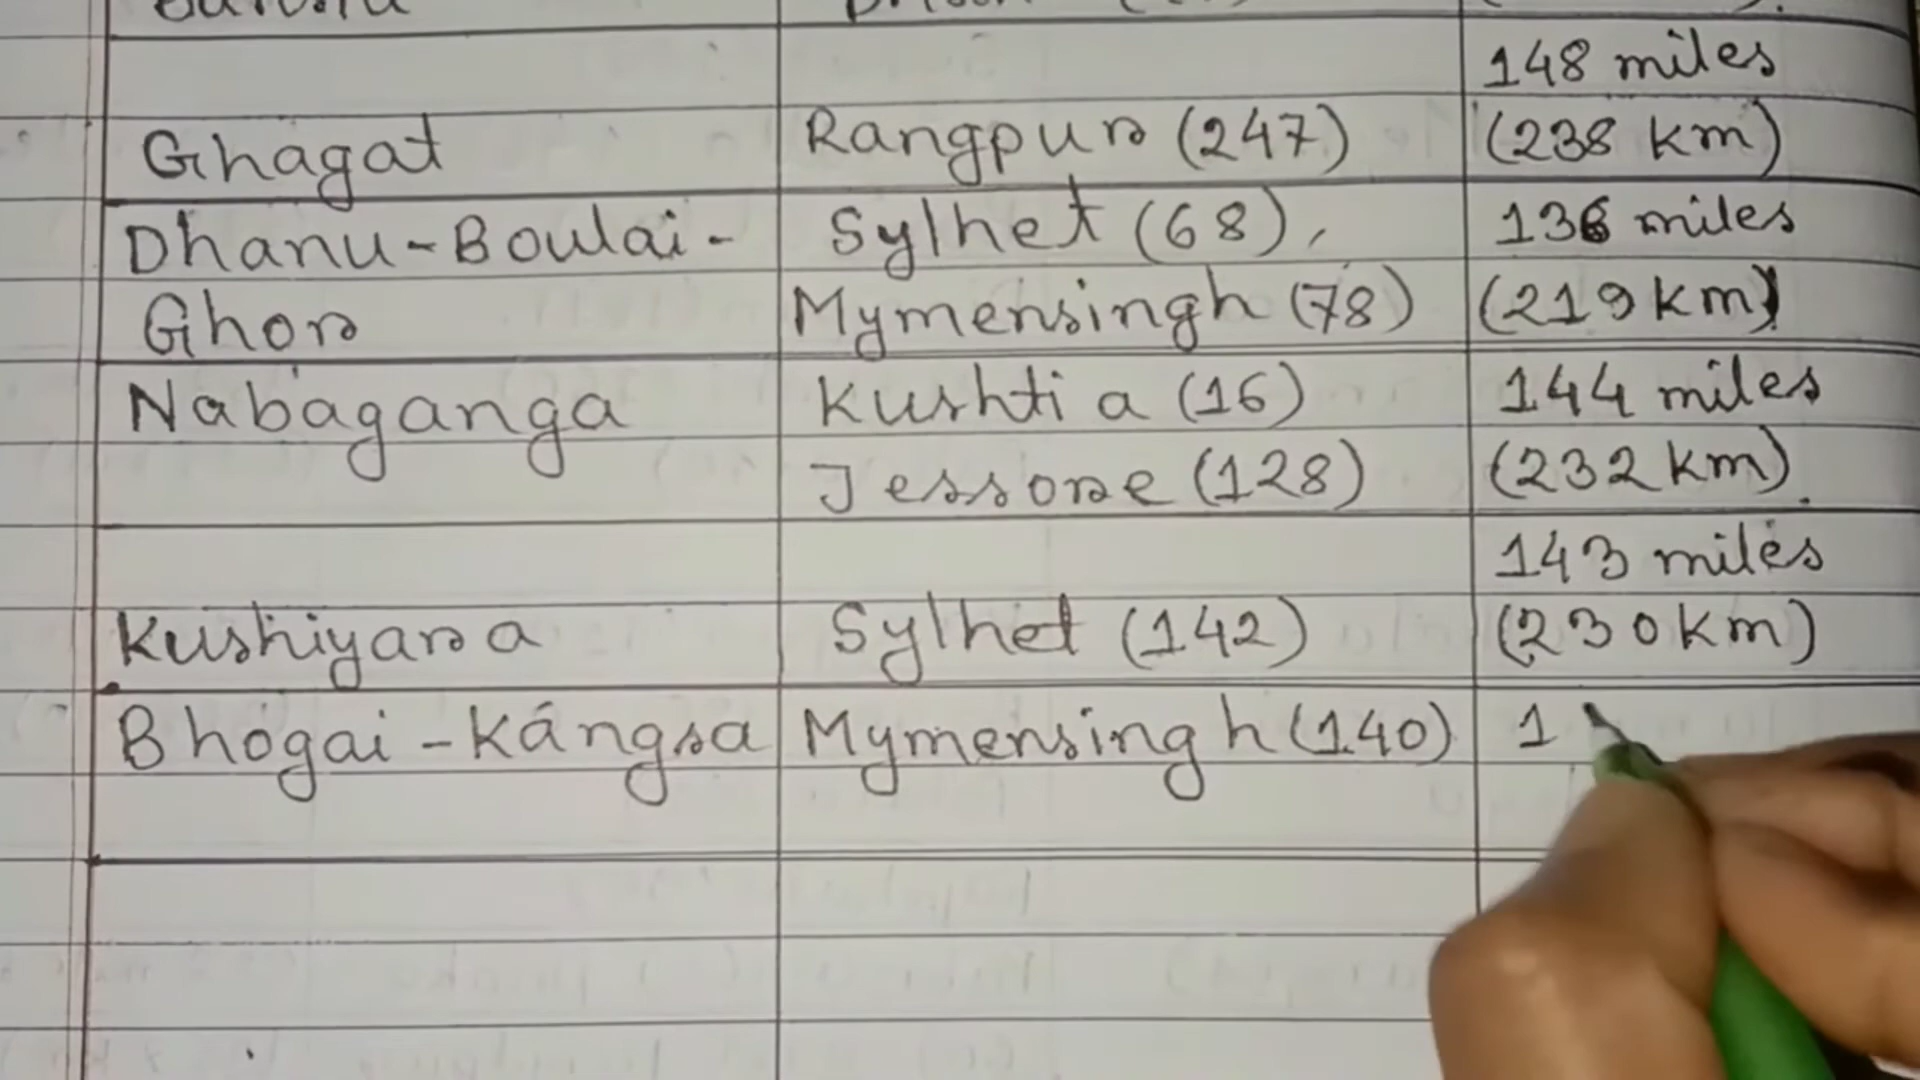 148 miles
Ghagat Rangpur (247) (238 km)
Dhanu-Boulai- Sylhet (68), 136 miles
Ghor Mymensingh (78) (219 km)
Nabaganga Kushtia (16) 144 miles
Jessore (128) (232 km).
143 miles
Kushiyara Sylhet (142) (230 km)
Bhogai-Kangsa Mymensingh (140) 1